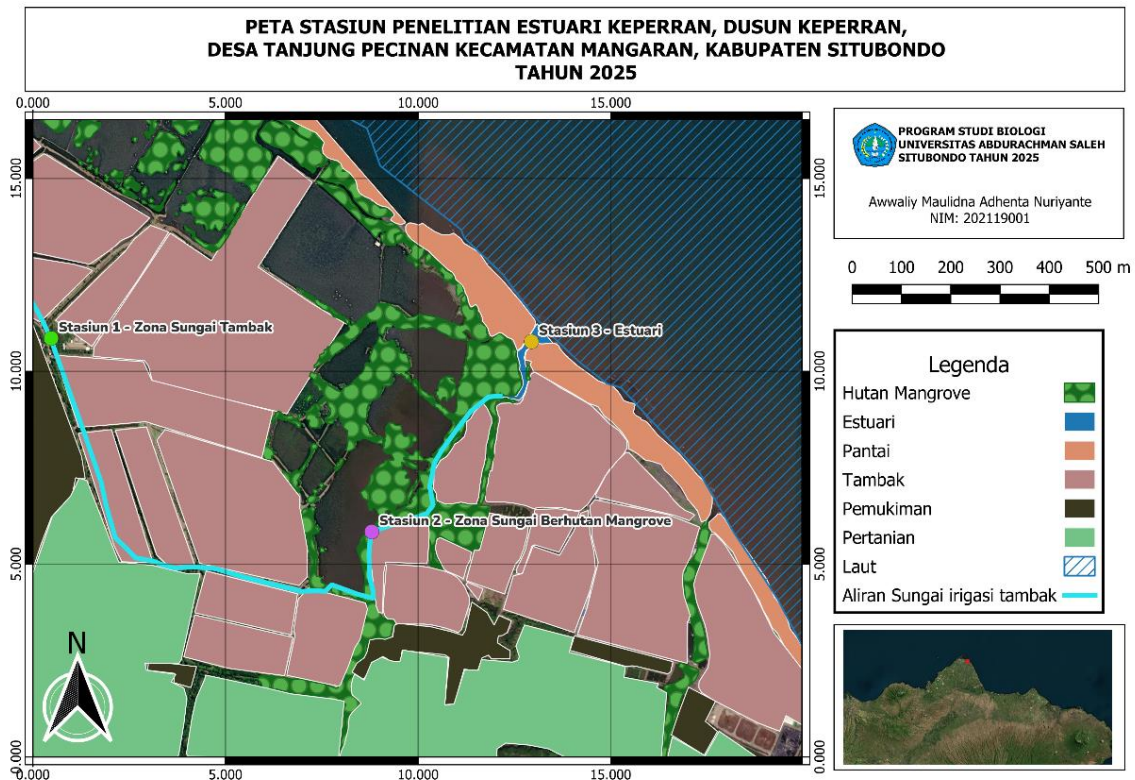 PETA STASIUN PENELITIAN ESTUARI KEPERRAN, DUSUN KEPERRAN,
DESA TANJUNG PECINAN KECAMATAN MANGARAN, KABUPATEN SITUBONDO
TAHUN 2025
0.000 5.000 10.000 15.000
15.000
10.000
5.000
0.000
15.000
10.000
5.000
0.000
Stasiun 1 - Zona Sungai Tambak
Stasiun 3 - Estuari
Stasiun 2 - Zona Sungai Berhutan Mangrove
N
0.000 5.000 10.000 15.000
PROGRAM STUDI BIOLOGI
UNIVERSITAS ABDURACHMAN SALEH
SITUBONDO TAHUN 2025
Awwaliy Maulidna Adhenta Nuriyante
NIM: 202119001
0 100 200 300 400 500 m
Legenda
Hutan Mangrove
Estuari
Pantai
Tambak
Pemukiman
Pertanian
Laut
Aliran Sungai irigasi tambak